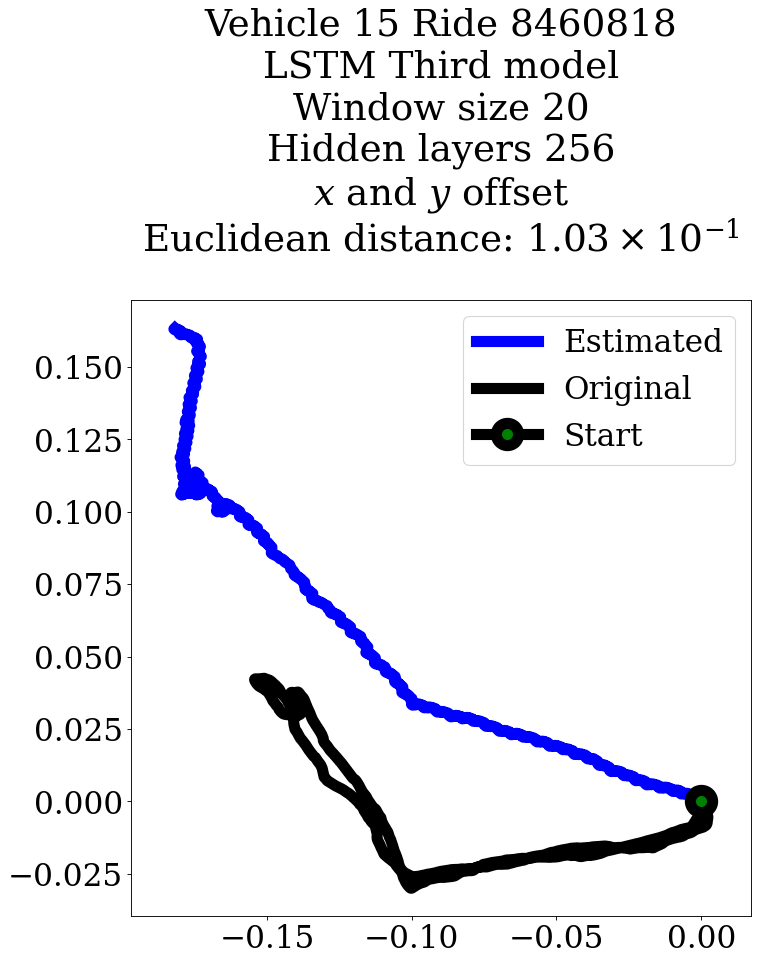 Vehicle 15 Ride 8460818
LSTM Third model
Window size 20
Hidden layers 256
x and y offset
Euclidean distance: 1.03 × 10⁻¹
Estimated
Original
Start
0.150
0.125
0.100
0.075
0.050
0.025
0.000
−0.025
−0.15
−0.10
−0.05
0.00